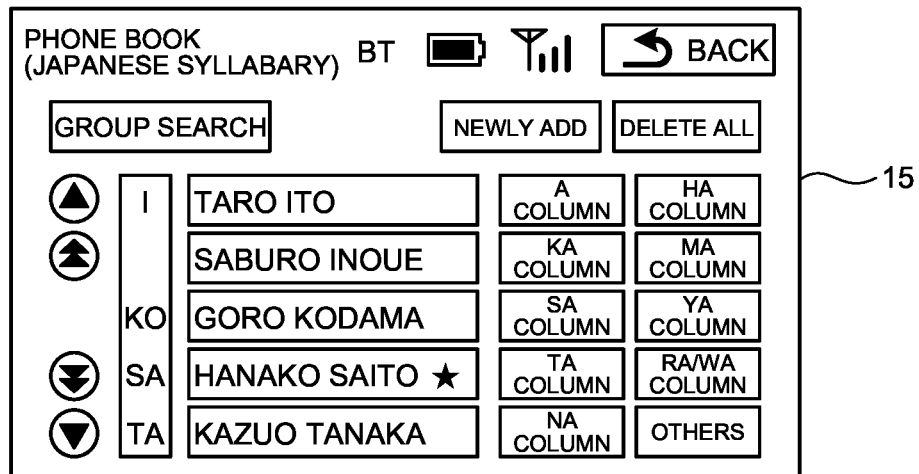 PHONE BOOK
(JAPANESE SYLLABARY)
BT
BACK
GROUP SEARCH
NEWLY ADD
DELETE ALL
15
I
TARO ITO
A
COLUMN
HA
COLUMN
SABURO INOUE
KA
COLUMN
MA
COLUMN
KO
GORO KODAMA
SA
COLUMN
YA
COLUMN
SA
HANAKO SAITO ★
TA
COLUMN
RA/WA
COLUMN
TA
KAZUO TANAKA
NA
COLUMN
OTHERS